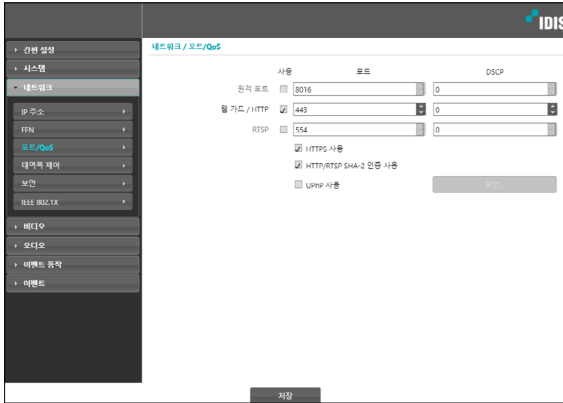 IDIS
간편 설정
시스템
네트워크
IP 주소
FEN
포트/QoS
대역폭 제어
보안
IEEE 802.1X
비디오
오디오
이벤트 동작
이벤트
네트워크 / 포트/QoS
사용 포트 DSCP
원격 포트 8016 0
웹 가드 / HTTP 443 0
RTSP 554 0
HTTPS 사용
HTTP/RTSP SHA-2 인증 사용
UPnP 사용 확인...
저장